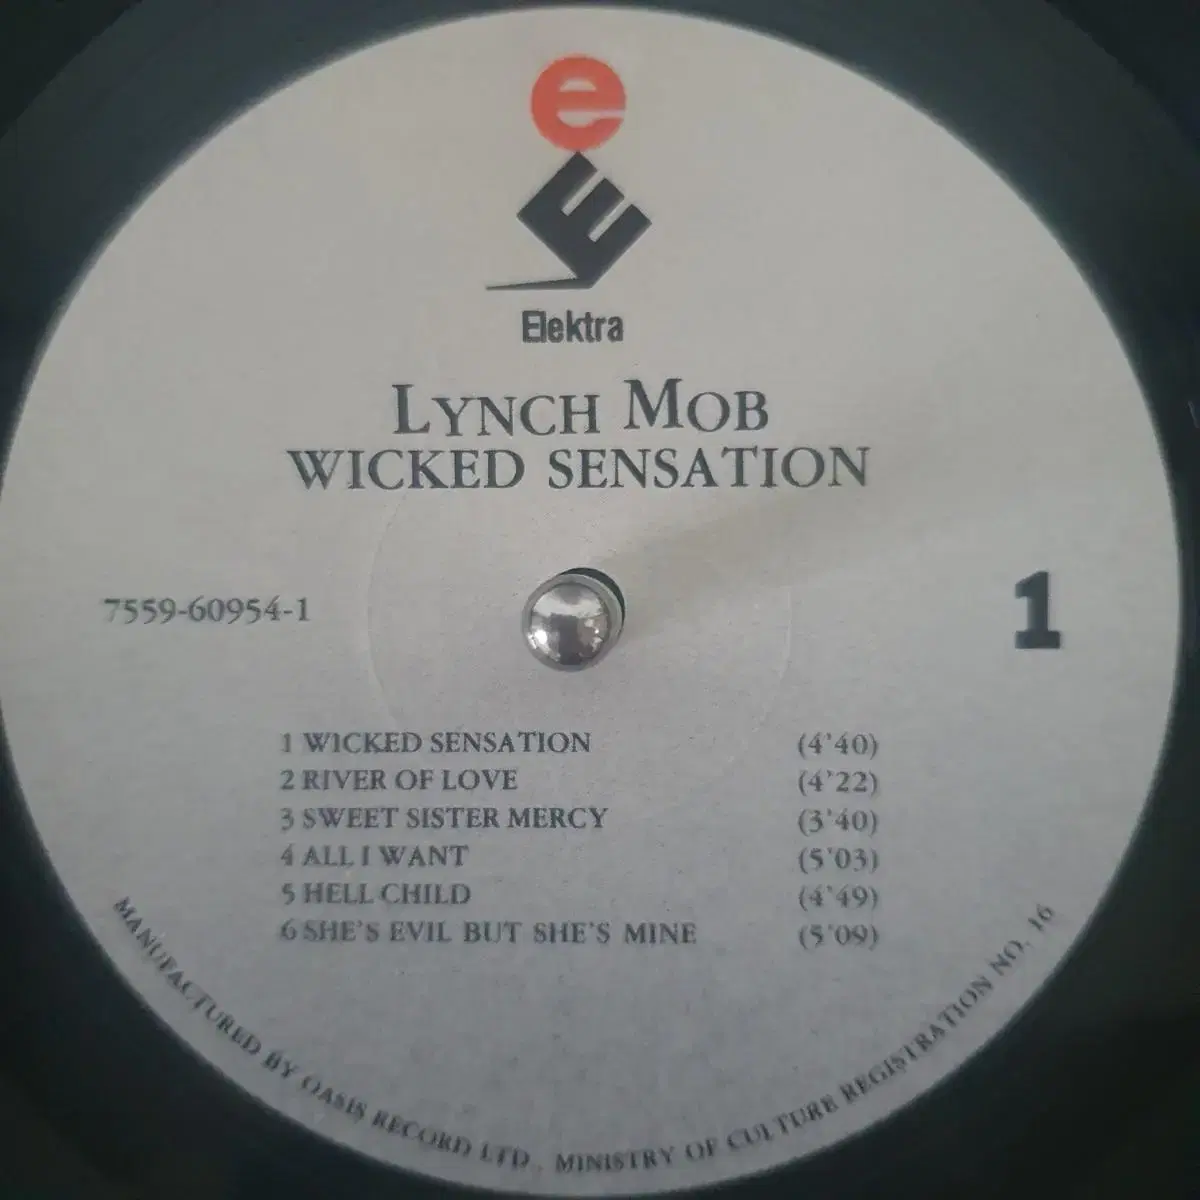 e
E
Elektra
LYNCH MOB
WICKED SENSATION
7559-60954-1
1
1 WICKED SENSATION (4'40)
2 RIVER OF LOVE (4'22)
3 SWEET SISTER MERCY (3'40)
4 ALL I WANT (5'03)
5 HELL CHILD (4'49)
6 SHE'S EVIL BUT SHE'S MINE (5'09)
MANUFACTURED BY OASIS RECORD LTD., MINISTRY OF CULTURE REGISTRATION NO. 16